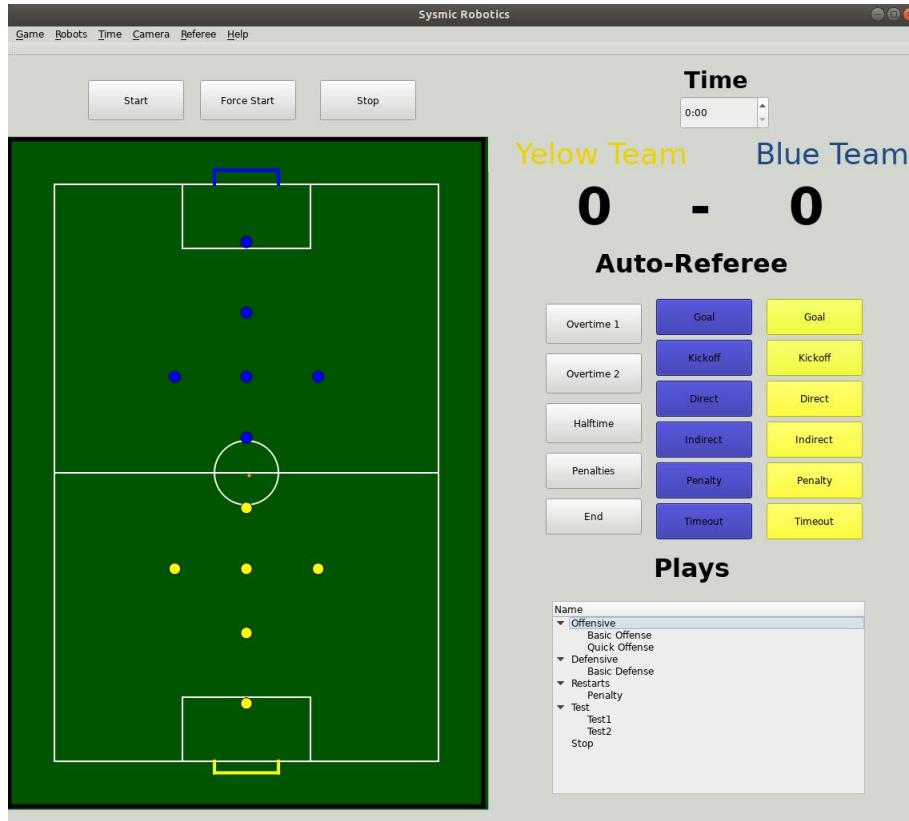 Sysmic Robotics
Game Robots Time Camera Referee Help
Start Force Start Stop
Time
0:00
Yelow Team Blue Team
0 - 0
Auto-Referee
Overtime 1
Overtime 2
Halftime
Penalties
End
Goal
Kickoff
Direct
Indirect
Penalty
Timeout
Goal
Kickoff
Direct
Indirect
Penalty
Timeout
Plays
Name
Offensive
Basic Offense
Quick Offense
Defensive
Basic Defense
Restarts
Penalty
Test
Test1
Test2
Stop